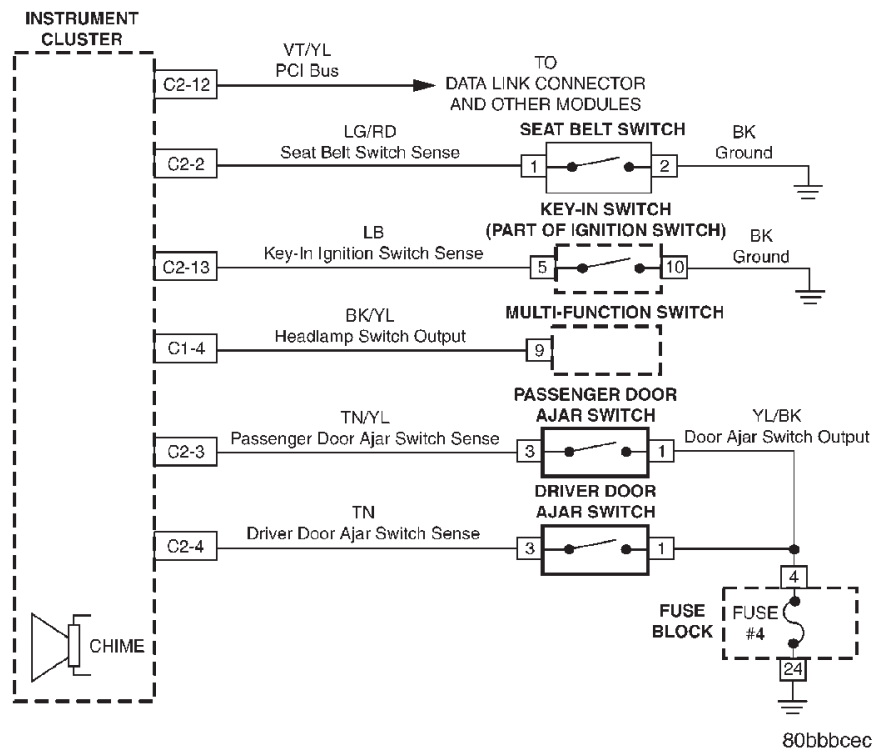 INSTRUMENT
CLUSTER
C2-12
VT/YL
PCI Bus
TO
DATA LINK CONNECTOR
AND OTHER MODULES
C2-2
LG/RD
Seat Belt Switch Sense
SEAT BELT SWITCH
1
2
BK
Ground
C2-13
LB
Key-In Ignition Switch Sense
KEY-IN SWITCH
(PART OF IGNITION SWITCH)
5
10
BK
Ground
C1-4
BK/YL
Headlamp Switch Output
MULTI-FUNCTION SWITCH
9
C2-3
TN/YL
Passenger Door Ajar Switch Sense
PASSENGER DOOR
AJAR SWITCH
3
1
YL/BK
Door Ajar Switch Output
C2-4
TN
Driver Door Ajar Switch Sense
DRIVER DOOR
AJAR SWITCH
3
1
4
FUSE
BLOCK
FUSE
#4
24
CHIME
80bbbcec